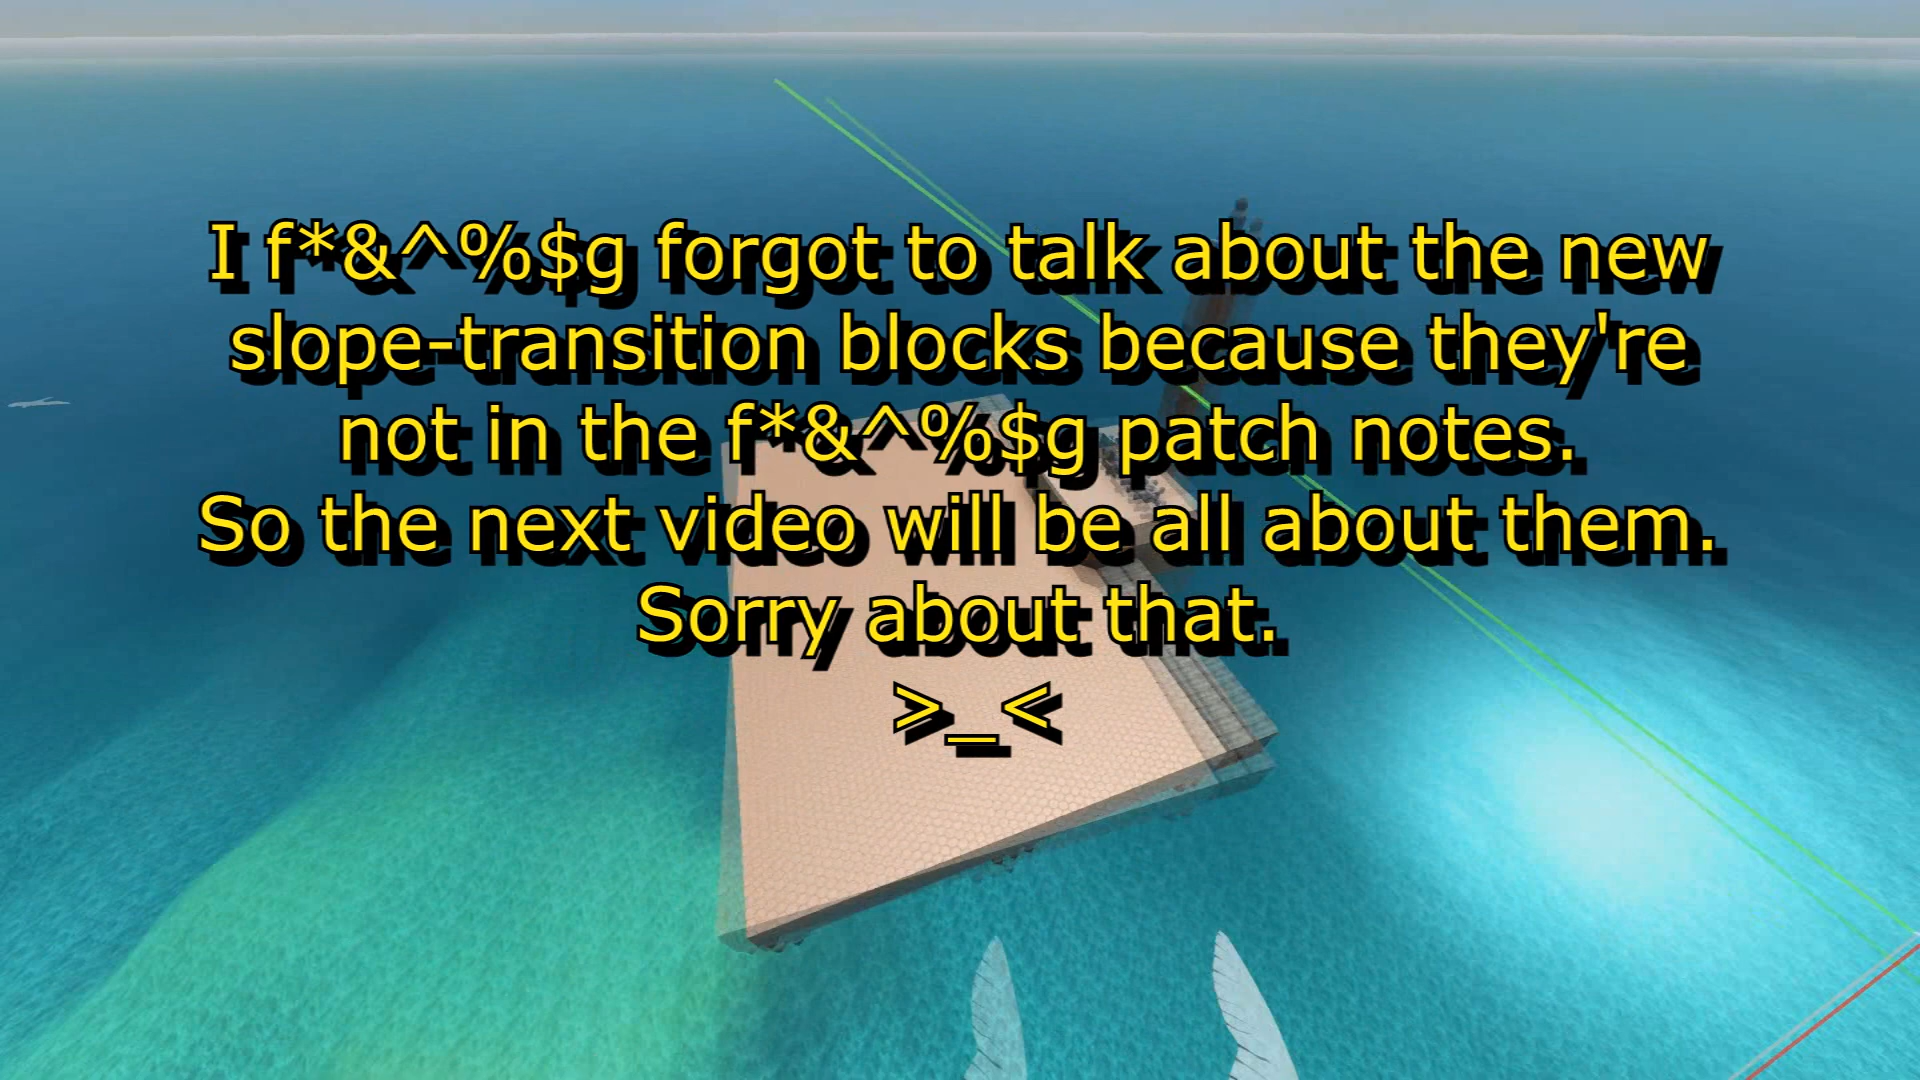 I f*&^%$g forgot to talk about the new
slope-transition blocks because they're
not in the f*&^%$g patch notes.
So the next video will be all about them.
Sorry about that.
>_<